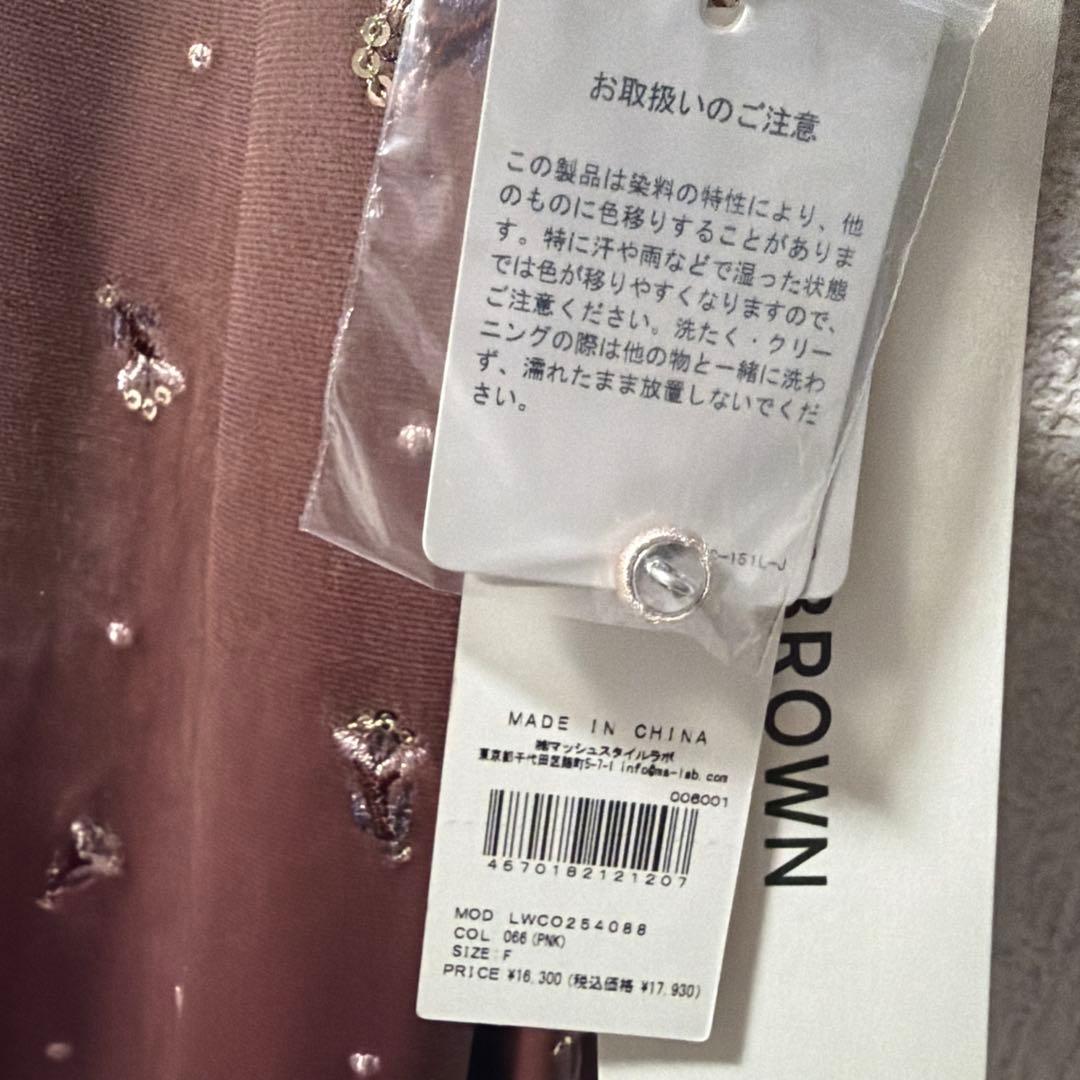 お取扱いのご注意
この製品は染料の特性により、他
のものに色移りすることがありま
す。特に汗や雨などで湿った状態
では色が移りやすくなりますので、
ご注意ください。洗たく・クリー
ニングの際は他の物と一緒に洗わ
ず、濡れたまま放置しないでくだ
さい。
-151L-J
BROWN
MADE IN CHINA
㈱マッシュスタイルラボ
東京都千代田区麹町5-7-1 info@ms-lab.com
006001
4570182121207
MOD LWCO254088
COL 066(PNK)
SIZE:F
PRICE ¥16,300(税込価格 ¥17,930)